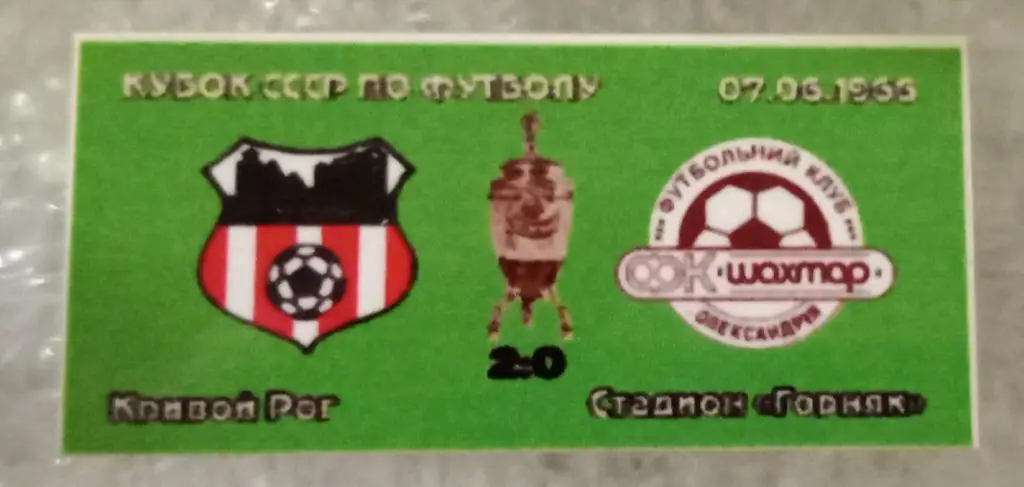 КУБОК СССР ПО ФУТБОЛУ
07.06.1966
ФУТБОЛЬНИЙ КЛУБ
ФК «шахтар»
ОЛЕКСАНДРІЯ
2:0
Кривой Рог
Стадион «Горняк»